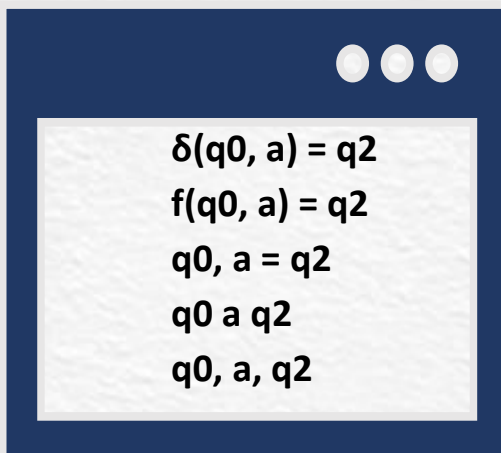 δ(q0, a) = q2
f(q0, a) = q2
q0, a = q2
q0 a q2
q0, a, q2